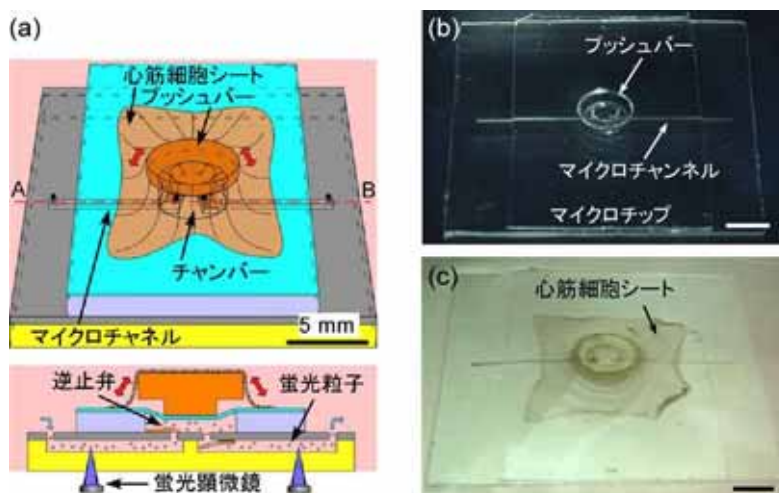 (a)
心筋細胞シート
プッシュバー
A
B
チャンバー
マイクロチャネル
5 mm
逆止弁
蛍光粒子
蛍光顕微鏡
(b)
プッシュバー
マイクロチャンネル
マイクロチップ
(c)
心筋細胞シート